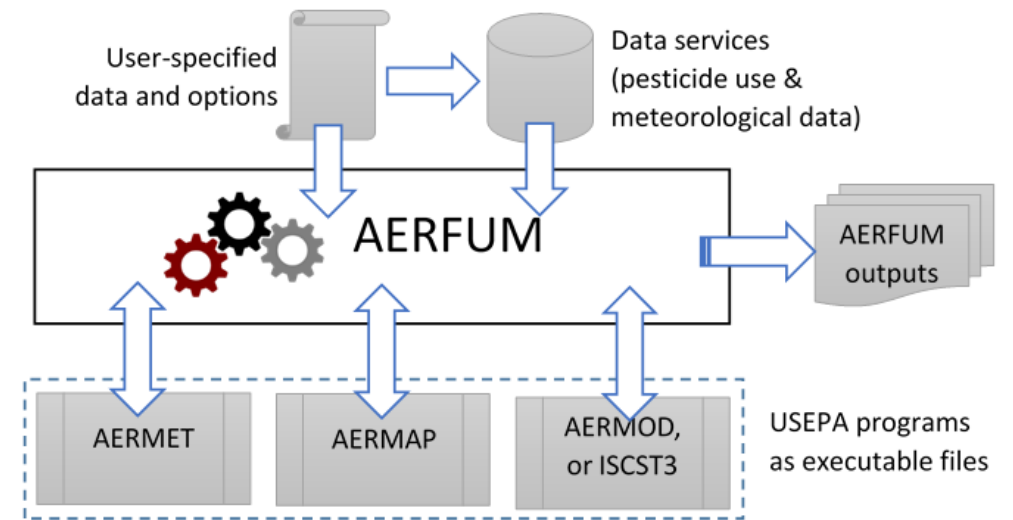 User-specified
data and options
Data services
(pesticide use &
meteorological data)
AERFUM
AERFUM
outputs
AERMET
AERMAP
AERMOD,
or ISCST3
USEPA programs
as executable files